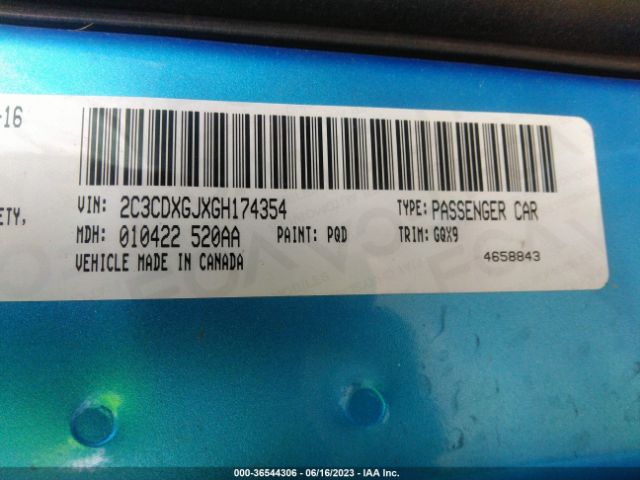 -16
ETY,
VIN: 2C3CDXGJXGH174354 TYPE: PASSENGER CAR
MDH: 010422 520AA PAINT: PQD TRIM: GQX9
VEHICLE MADE IN CANADA 4658843
000-36544306 - 06/16/2023 - IAA Inc.